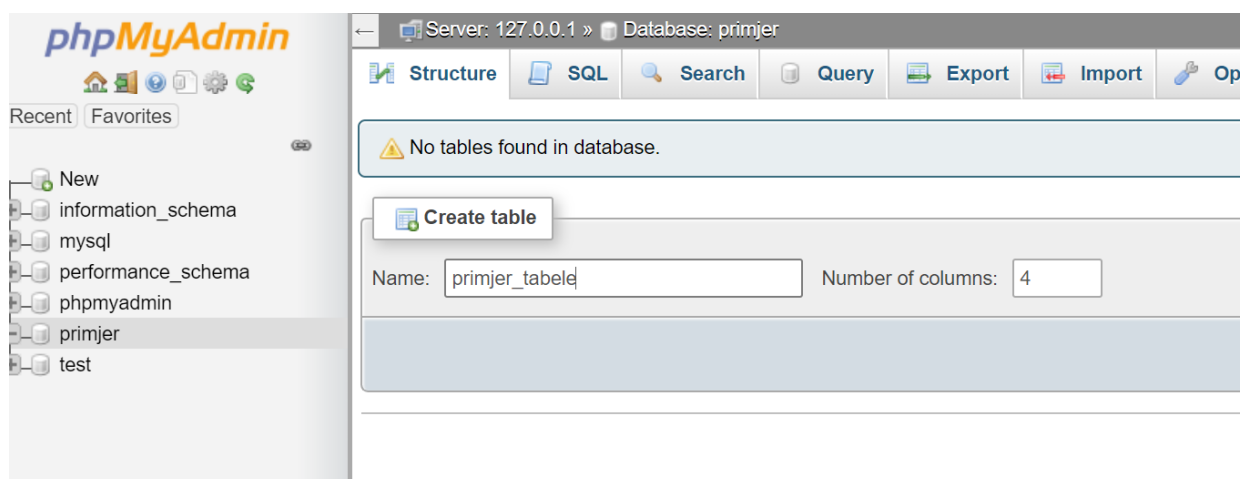 phpMyAdmin
Recent Favorites
New
information_schema
mysql
performance_schema
phpmyadmin
primjer
test
Server: 127.0.0.1 » Database: primjer
Structure SQL Search Query Export Import Op
No tables found in database.
Create table
Name: primjer_tabele Number of columns: 4